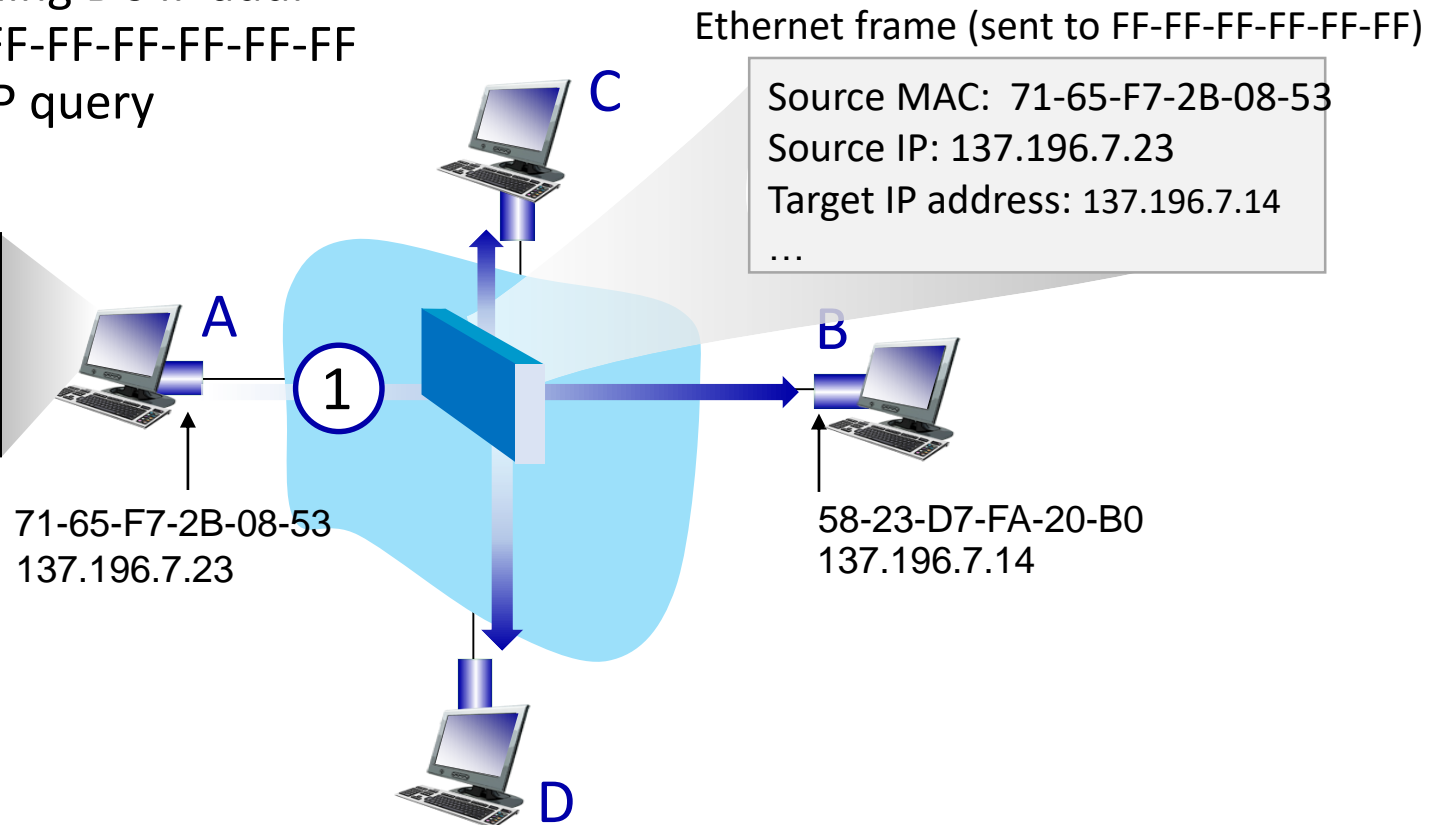 FF-FF-FF-FF-FF-FF
query
Ethernet frame (sent to FF-FF-FF-FF-FF-FF)
Source MAC: 71-65-F7-2B-08-53
Source IP: 137.196.7.23
Target IP address: 137.196.7.14
…
C
A
B
1
71-65-F7-2B-08-53
137.196.7.23
58-23-D7-FA-20-B0
137.196.7.14
D